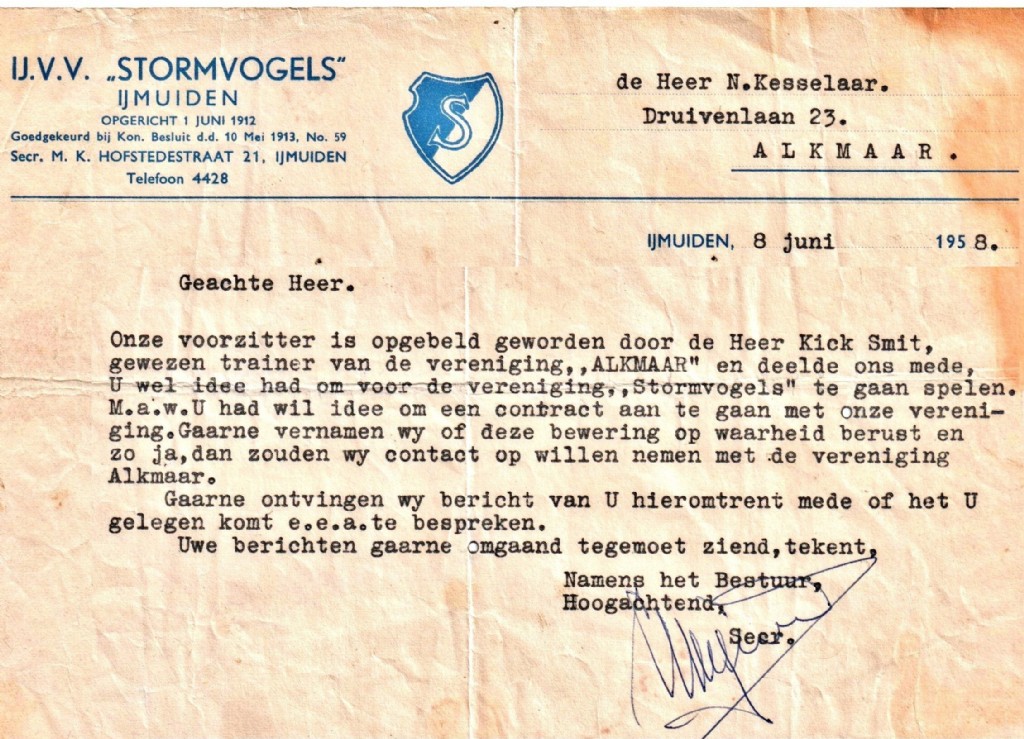 IJ.V.V. „STORMVOGELS"
IJMUIDEN
OPGERICHT 1 JUNI 1912
Goedgekeurd bij Kon. Besluit d.d. 10 Mei 1913, No. 59
Secr. M. K. HOFSTEDESTRAAT 21, IJMUIDEN
Telefoon 4428
S
de Heer N.Kesselaar.
Druivenlaan 23.
ALKMAAR.
IJMUIDEN, 8 juni 1958.
Geachte Heer.
Onze voorzitter is opgebeld geworden door de Heer Kick Smit,
gewezen trainer van de vereniging,,ALKMAAR" en deelde ons mede,
U wel idee had om voor de vereniging,,Stormvogels" te gaan spelen.
M.a.w.U had wil idee om een contract aan te gaan met onze vereni-
ging.Gaarne vernamen wy of deze bewering op waarheid berust en
zo ja,dan zouden wy contact op willen nemen met de vereniging
Alkmaar.
Gaarne ontvingen wy bericht van U hieromtrent mede of het U
gelegen komt e.e.a.te bespreken.
Uwe berichten gaarne omgaand tegemoet ziend,tekent,
Namens het Bestuur,
Hoogachtend,
Secr.